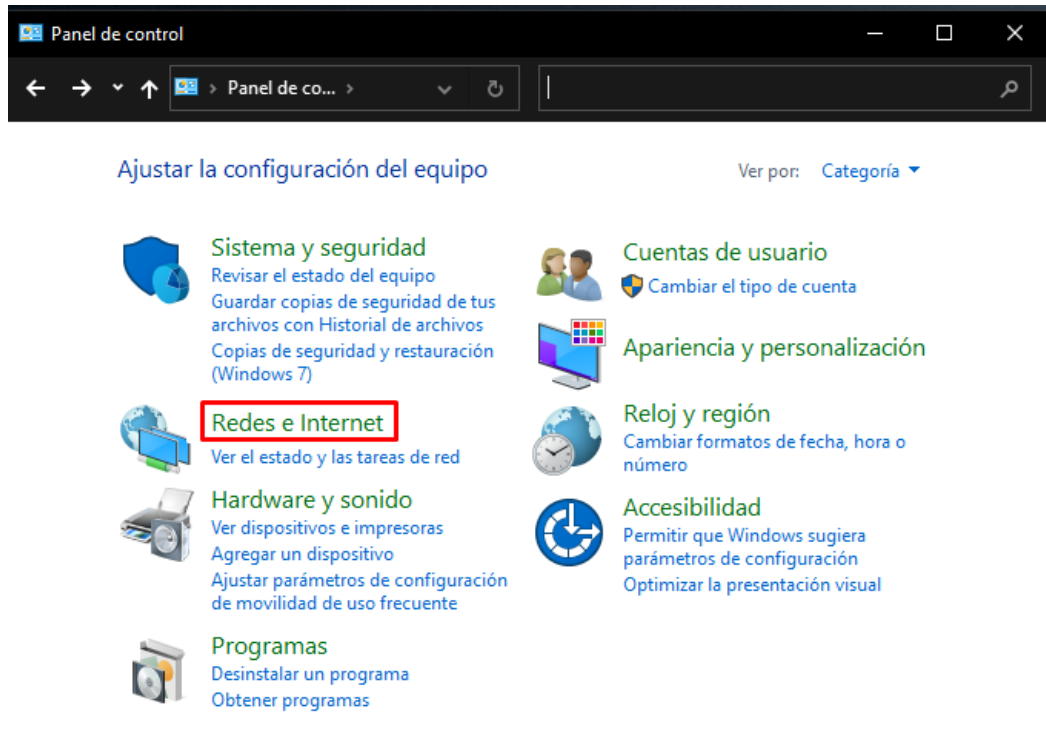 Panel de control
Panel de co...
Ajustar la configuración del equipo
Ver por: Categoría
Sistema y seguridad
Revisar el estado del equipo
Guardar copias de seguridad de tus
archivos con Historial de archivos
Copias de seguridad y restauración
(Windows 7)
Redes e Internet
Ver el estado y las tareas de red
Hardware y sonido
Ver dispositivos e impresoras
Agregar un dispositivo
Ajustar parámetros de configuración
de movilidad de uso frecuente
Programas
Desinstalar un programa
Obtener programas
Cuentas de usuario
Cambiar el tipo de cuenta
Apariencia y personalización
Reloj y región
Cambiar formatos de fecha, hora o
número
Accesibilidad
Permitir que Windows sugiera
parámetros de configuración
Optimizar la presentación visual